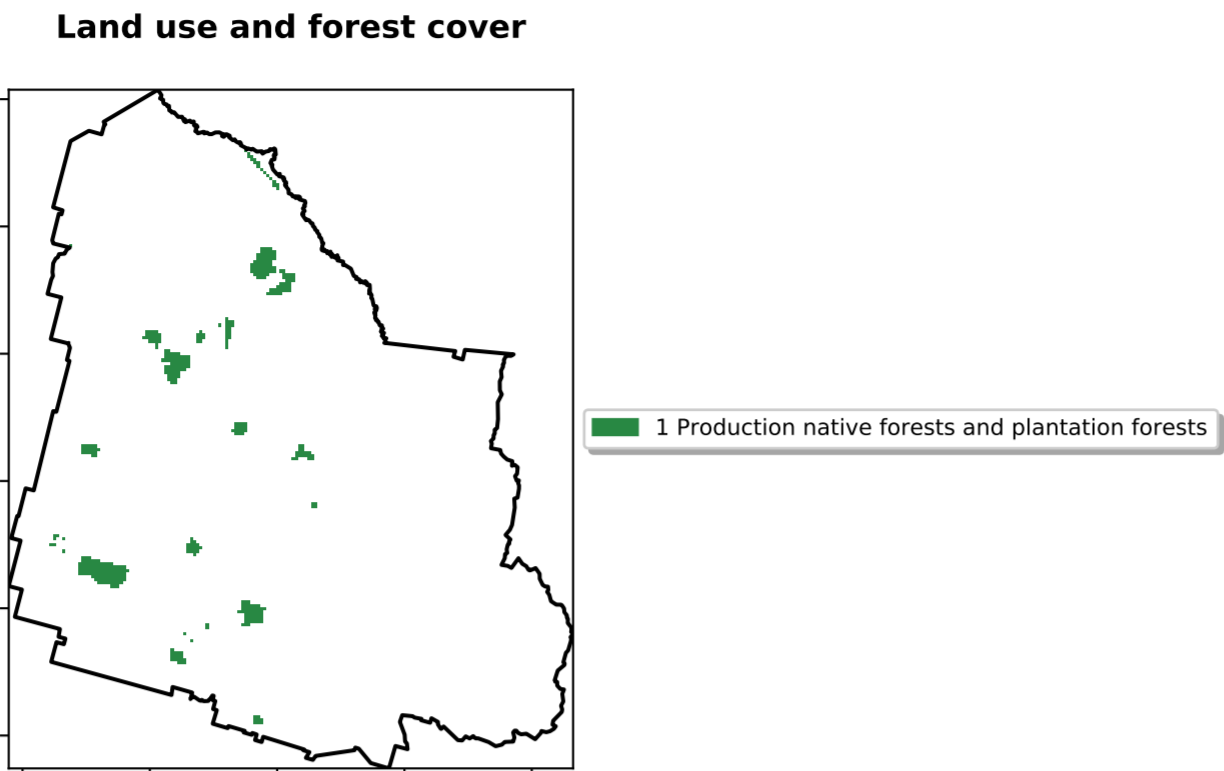 Land use and forest cover
1 Production native forests and plantation forests